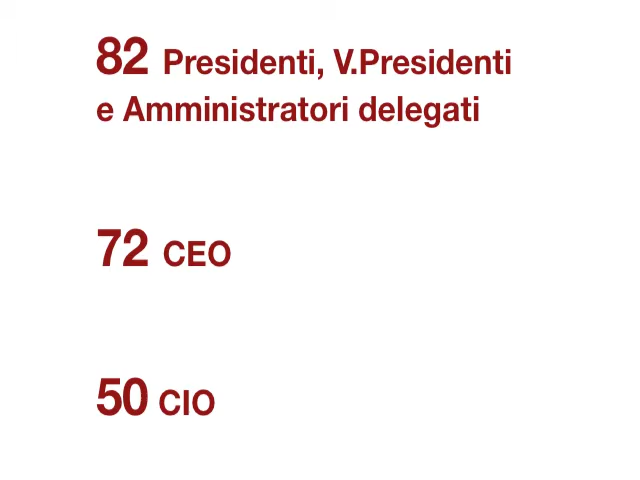 82 Presidenti, V.Presidenti
e Amministratori delegati
72 CEO
50 CIO